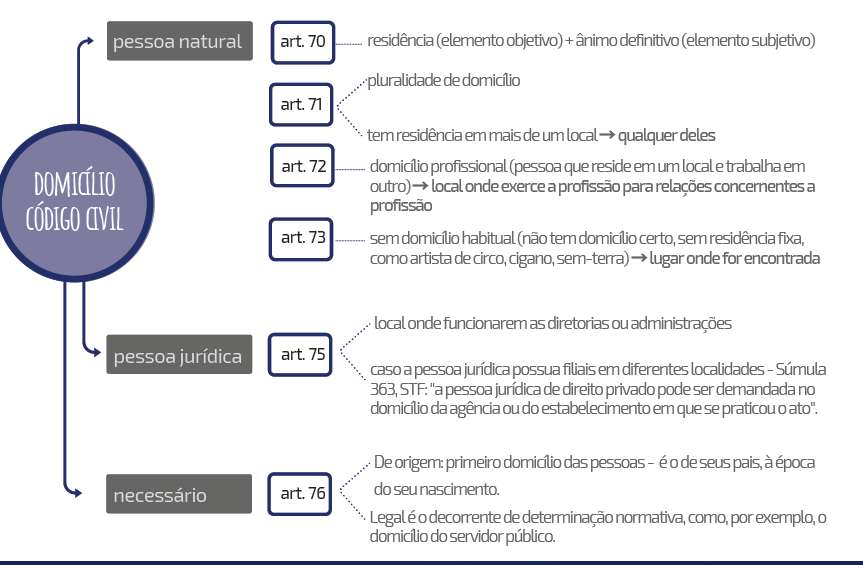 DOMICÍLIO
CÓDIGO CIVIL
pessoa natural
art. 70
residência (elemento objetivo) + ânimo definitivo (elemento subjetivo)
art. 71
pluralidade de domicílio
tem residência em mais de um local → qualquer deles
art. 72
domicílio profissional (pessoa que reside em um local e trabalha em
outro) → local onde exerce a profissão para relações concernentes a
profissão
art. 73
sem domicílio habitual (não tem domicílio certo, sem residência fixa,
como artista de circo, cigano, sem-terra) → lugar onde for encontrada
pessoa jurídica
art. 75
local onde funcionarem as diretorias ou administrações
caso a pessoa jurídica possua filiais em diferentes localidades - Súmula
363, STF: "a pessoa jurídica de direito privado pode ser demandada no
domicílio da agência ou do estabelecimento em que se praticou o ato".
necessário
art. 76
De origem: primeiro domicílio das pessoas - é o de seus pais, à época
do seu nascimento.
Legal é o decorrente de determinação normativa, como, por exemplo, o
domicílio do servidor público.